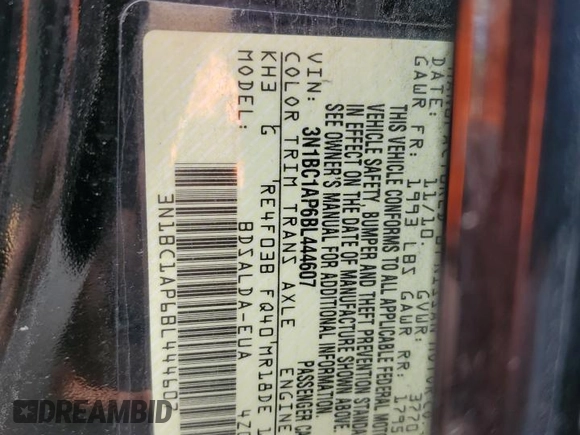 DATE: 11/10. GVWR: 3770
GAWR FR: 1993 LBS GAWR RR: 1795
THIS VEHICLE CONFORMS TO ALL APPLICABLE FEDERAL MOTOR
VEHICLE SAFETY, BUMPER AND THEFT PREVENTION STANDARDS
IN EFFECT ON THE DATE OF MANUFACTURE SHOWN ABOVE.
SEE OWNER'S MANUAL FOR ADDITIONAL INFORMATION.
VIN: 3N1BC1AP6BL444607 PASSENGER CA
COLOR TRIM TRANS AXLE ENGINE
KH3 G RE4F03B FQ40 MR18DE 1
MODEL: BDSALDA-EUA 4Z0
3N1BC1AP6BL444607
DREAMBID